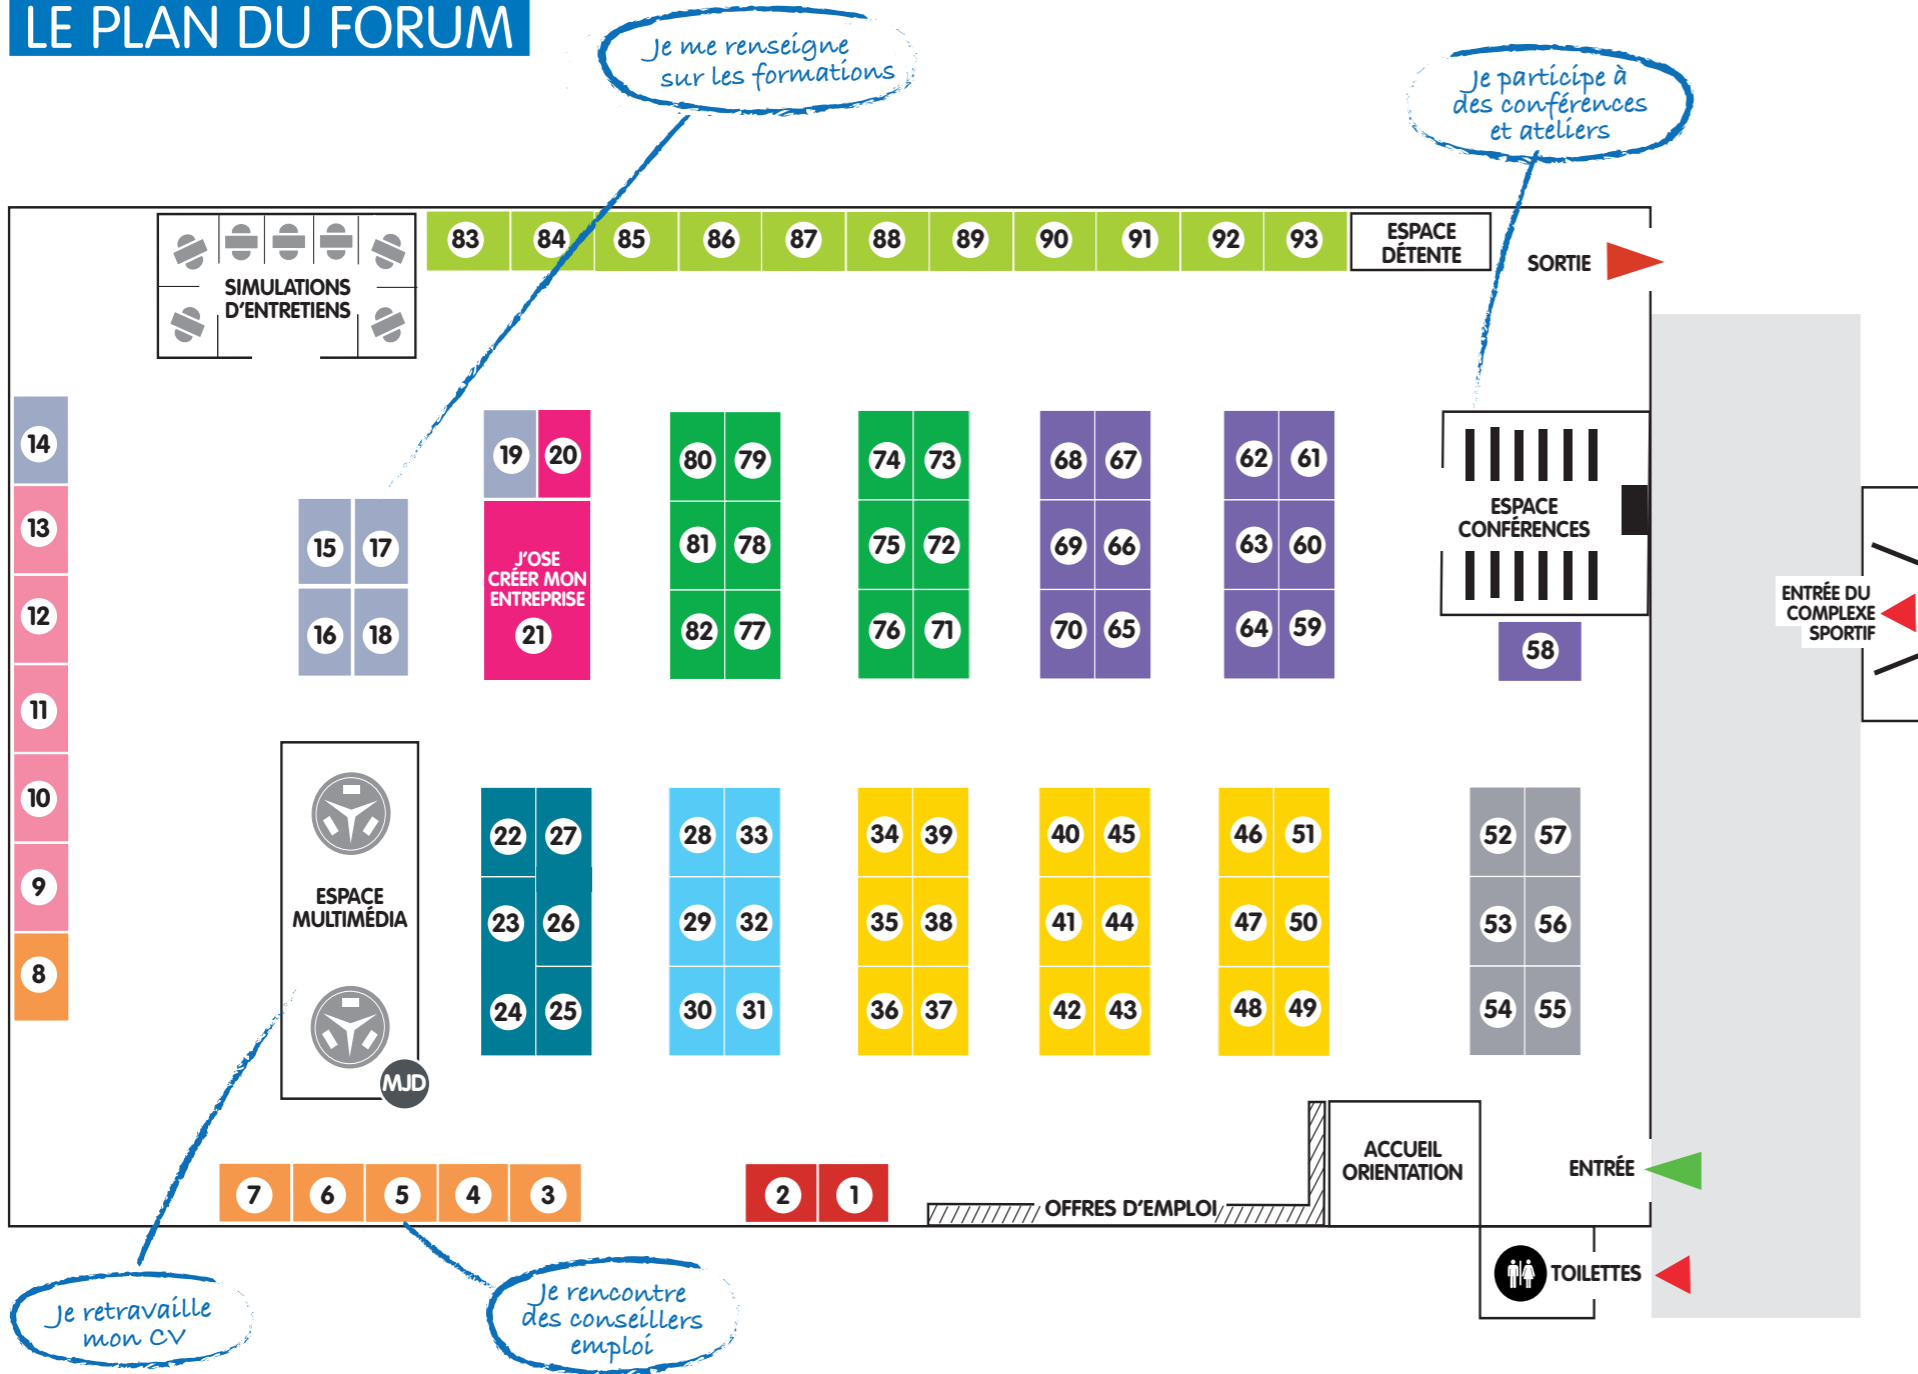 LE PLAN DU FORUM
Je me renseigne
sur les formations
Je participe à
des conférences
et ateliers
83 84 85 86 87 88 89 90 91 92 93
ESPACE
DÉTENTE
SORTIE
SIMULATIONS
D'ENTRETIENS
14
13
12
11
10
9
8
15 17
16 18
19 20
J'OSE
CRÉER MON
ENTREPRISE
21
80 79
81 78
82 77
74 73
75 72
76 71
68 67
69 66
70 65
62 61
63 60
64 59
ESPACE
CONFÉRENCES
58
ENTRÉE DU
COMPLEXE
SPORTIF
ESPACE
MULTIMÉDIA
MJD
22 27
23 26
24 25
28 33
29 32
30 31
34 39
35 38
36 37
40 45
41 44
42 43
46 51
47 50
48 49
52 57
53 56
54 55
7 6 5 4 3
2 1
OFFRES D'EMPLOI
ACCUEIL
ORIENTATION
ENTRÉE
TOILETTES
Je retravaille
mon CV
Je rencontre
des conseillers
emploi